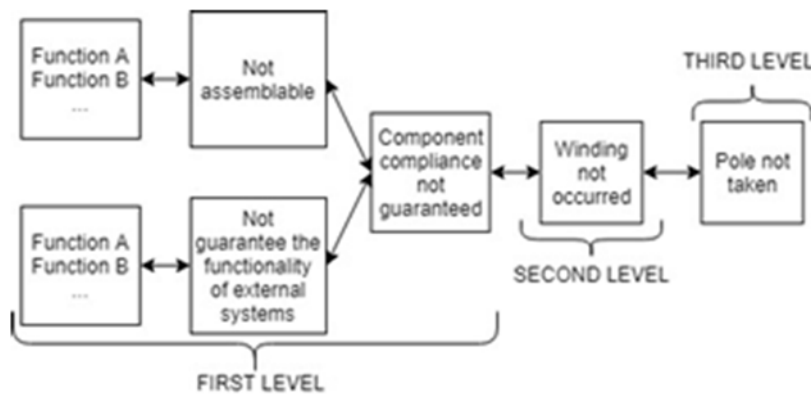 Function A
Function B
...
Not
assemblable
Component
compliance
not
guaranteed
Winding
not
occurred
THIRD LEVEL
Pole not
taken
Function A
Function B
...
Not
guarantee the
functionality
of external
systems
SECOND LEVEL
FIRST LEVEL